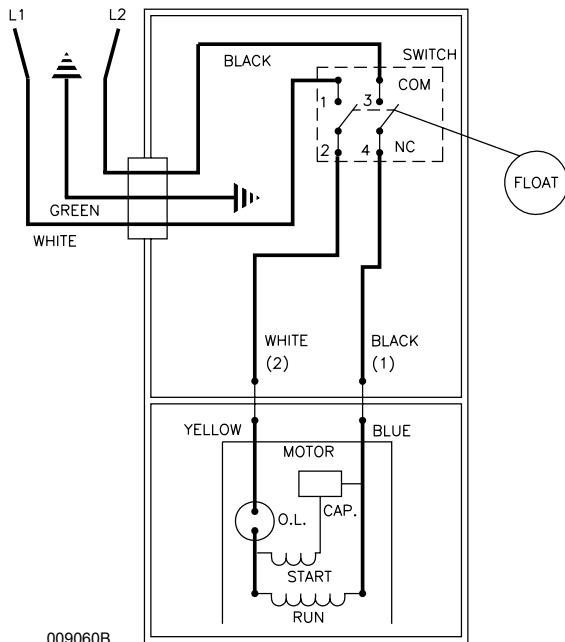 L1
L2
BLACK
SWITCH
COM
1
3
2
4
NC
FLOAT
GREEN
WHITE
WHITE
(2)
BLACK
(1)
YELLOW
BLUE
MOTOR
CAP.
O.L.
START
RUN
009060B